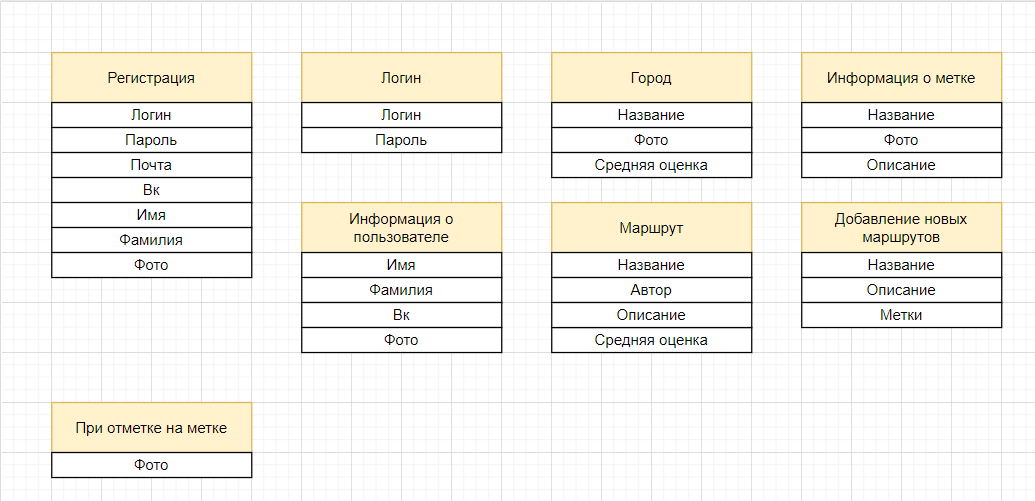 Регистрация
Логин
Пароль
Почта
Вк
Имя
Фамилия
Фото
Логин
Логин
Пароль
Город
Название
Фото
Средняя оценка
Информация о метке
Название
Фото
Описание
Информация о
пользователе
Имя
Фамилия
Вк
Фото
Маршрут
Название
Автор
Описание
Средняя оценка
Добавление новых
маршрутов
Название
Описание
Метки
При отметке на метке
Фото